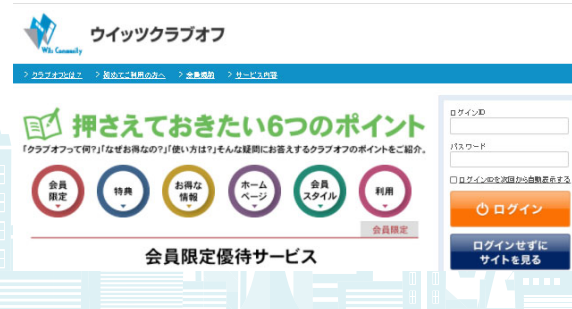 Wits Community
ウイッツクラブオフ
> クラブオフとは？ > 初めてご利用の方へ > 会員規約 > サービス内容
押さえておきたい6つのポイント
「クラブオフって何?」「なぜお得なの?」「使い方は?」そんな疑問にお答えするクラブオフのポイントをご紹介。
会員
限定
特典
お得な
情報
ホーム
ページ
会員
スタイル
利用
会員限定
会員限定優待サービス
ログインID
パスワード
ログインIDを次回から自動表示する
ログイン
ログインせずに
サイトを見る